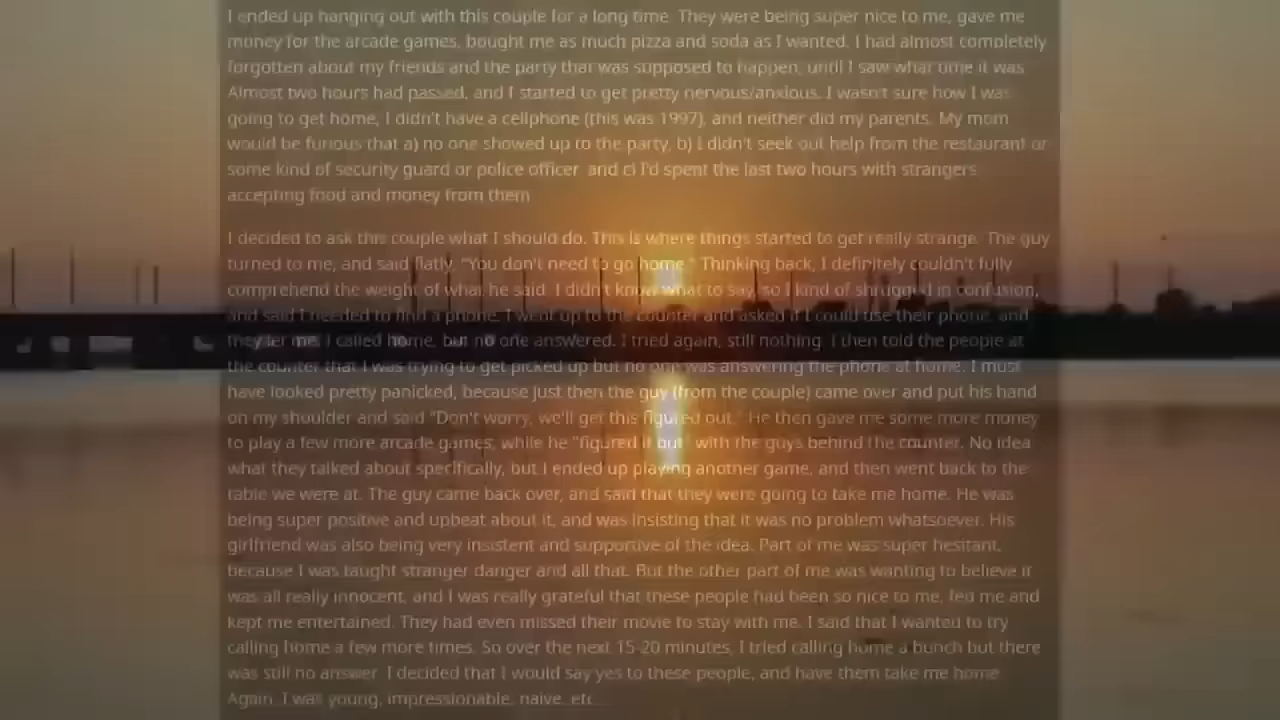 I ended up hanging out with this couple for a long time. They were being super nice to me, gave me
money for the arcade games, bought me as much pizza and soda as I wanted. I had almost completely
forgotten about my friends and the party that was supposed to happen, until I saw what time it was.
Almost two hours had passed, and I started to get pretty nervous/anxious. I wasn't sure how I was
going to get home, I didn't have a cellphone (this was 1997), and neither did my parents. My mom
would be furious that a) no one showed up to the party, b) I didn't seek out help from the restaurant or
some kind of security guard or police officer, and c) I'd spent the last two hours with strangers
accepting food and money from them.
I decided to ask this couple what I should do. This is where things started to get really strange. The guy
turned to me, and said flatly, "You don't need to go home." Thinking back, I definitely couldn't fully
comprehend the weight of what he said. I didn't know what to say, so I kind of shrugged in confusion,
and said I needed to find a phone. I went up to the counter and asked if I could use their phone, and
they let me. I called home, but no one answered. I tried again, still nothing. I then told the people at
the counter that I was trying to get picked up but no one was answering the phone at home. I must
have looked pretty panicked, because just then the guy (from the couple) came over and put his hand
on my shoulder and said "Don't worry, we'll get this figured out." He then gave me some more money
to play a few more arcade games, while he "figured it out" with the guys behind the counter. No idea
what they talked about specifically, but I ended up playing another game, and then went back to the
table we were at. The guy came back over, and said that they were going to take me home. He was
being super positive and upbeat about it, and was insisting that it was no problem whatsoever. His
girlfriend was also being very insistent and supportive of the idea. Part of me was super hesitant,
because I was taught stranger danger and all that. But the other part of me was wanting to believe it
was all really innocent, and I was really grateful that these people had been so nice to me, fed me and
kept me entertained. They had even missed their movie to stay with me. I said that I wanted to try
calling home a few more times. So over the next 15-20 minutes, I tried calling home a bunch but there
was still no answer. I decided that I would say yes to these people, and have them take me home.
Again, I was young, impressionable, naive, etc...